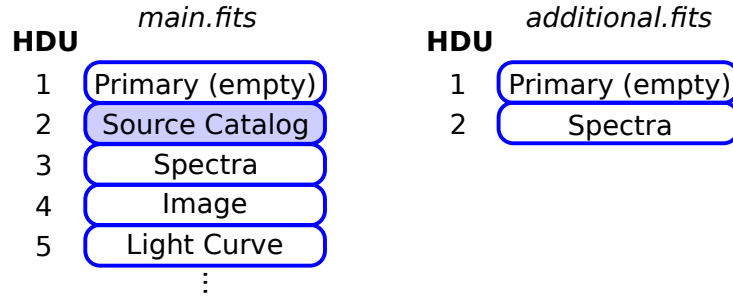 main.fits
HDU
1 Primary (empty)
2 Source Catalog
3 Spectra
4 Image
5 Light Curve
⋮
additional.fits
HDU
1 Primary (empty)
2 Spectra